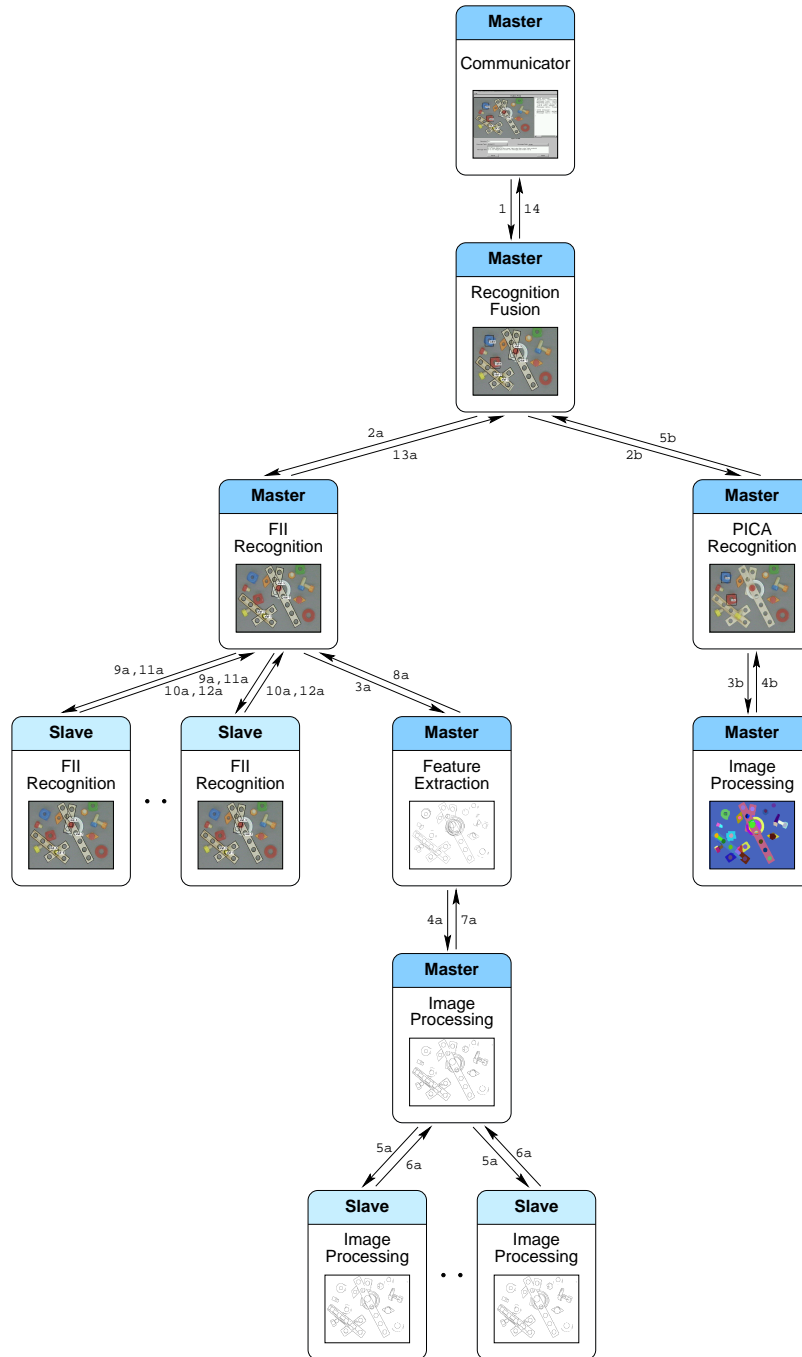 Master
Communicator
1
14
Master
Recognition
Fusion
2a
13a
5b
2b
Master
FII
Recognition
Master
PICA
Recognition
9a,11a
10a,12a
9a,11a
10a,12a
8a
3a
3b
4b
Slave
FII
Recognition
. .
Slave
FII
Recognition
Master
Feature
Extraction
Master
Image
Processing
4a
7a
Master
Image
Processing
5a
6a
5a
6a
Slave
Image
Processing
. .
Slave
Image
Processing